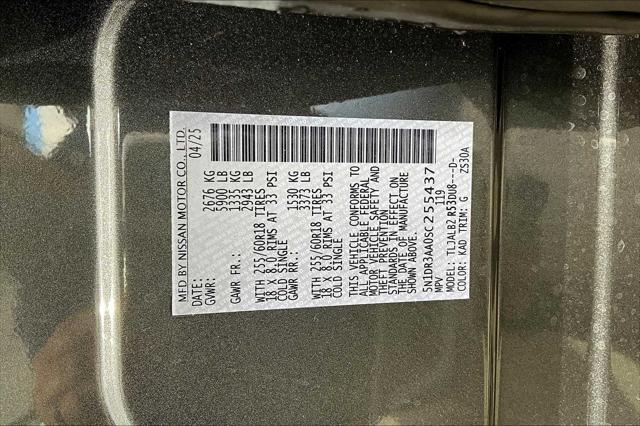 MFD BY NISSAN MOTOR CO., LTD.
DATE: 04/25
GVWR: 2676 KG
5900 LB
GAWR FR.: 1335 KG
2943 LB
WITH 255/60R18 TIRES
18 X 8.0 RIMS AT 33 PSI
COLD SINGLE
GAWR RR.: 1530 KG
3373 LB
WITH 255/60R18 TIRES
18 X 8.0 RIMS AT 33 PSI
COLD SINGLE
THIS VEHICLE CONFORMS TO
ALL APPLICABLE FEDERAL
MOTOR VEHICLE SAFETY AND
THEFT PREVENTION
STANDARDS IN EFFECT ON
THE DATE OF MANUFACTURE
SHOWN ABOVE.
5N1DR3AA0SC255437
MPV 119
MODEL: TLJALBZ R53DU8---D-
COLOR: KAD TRIM: G ZS30A